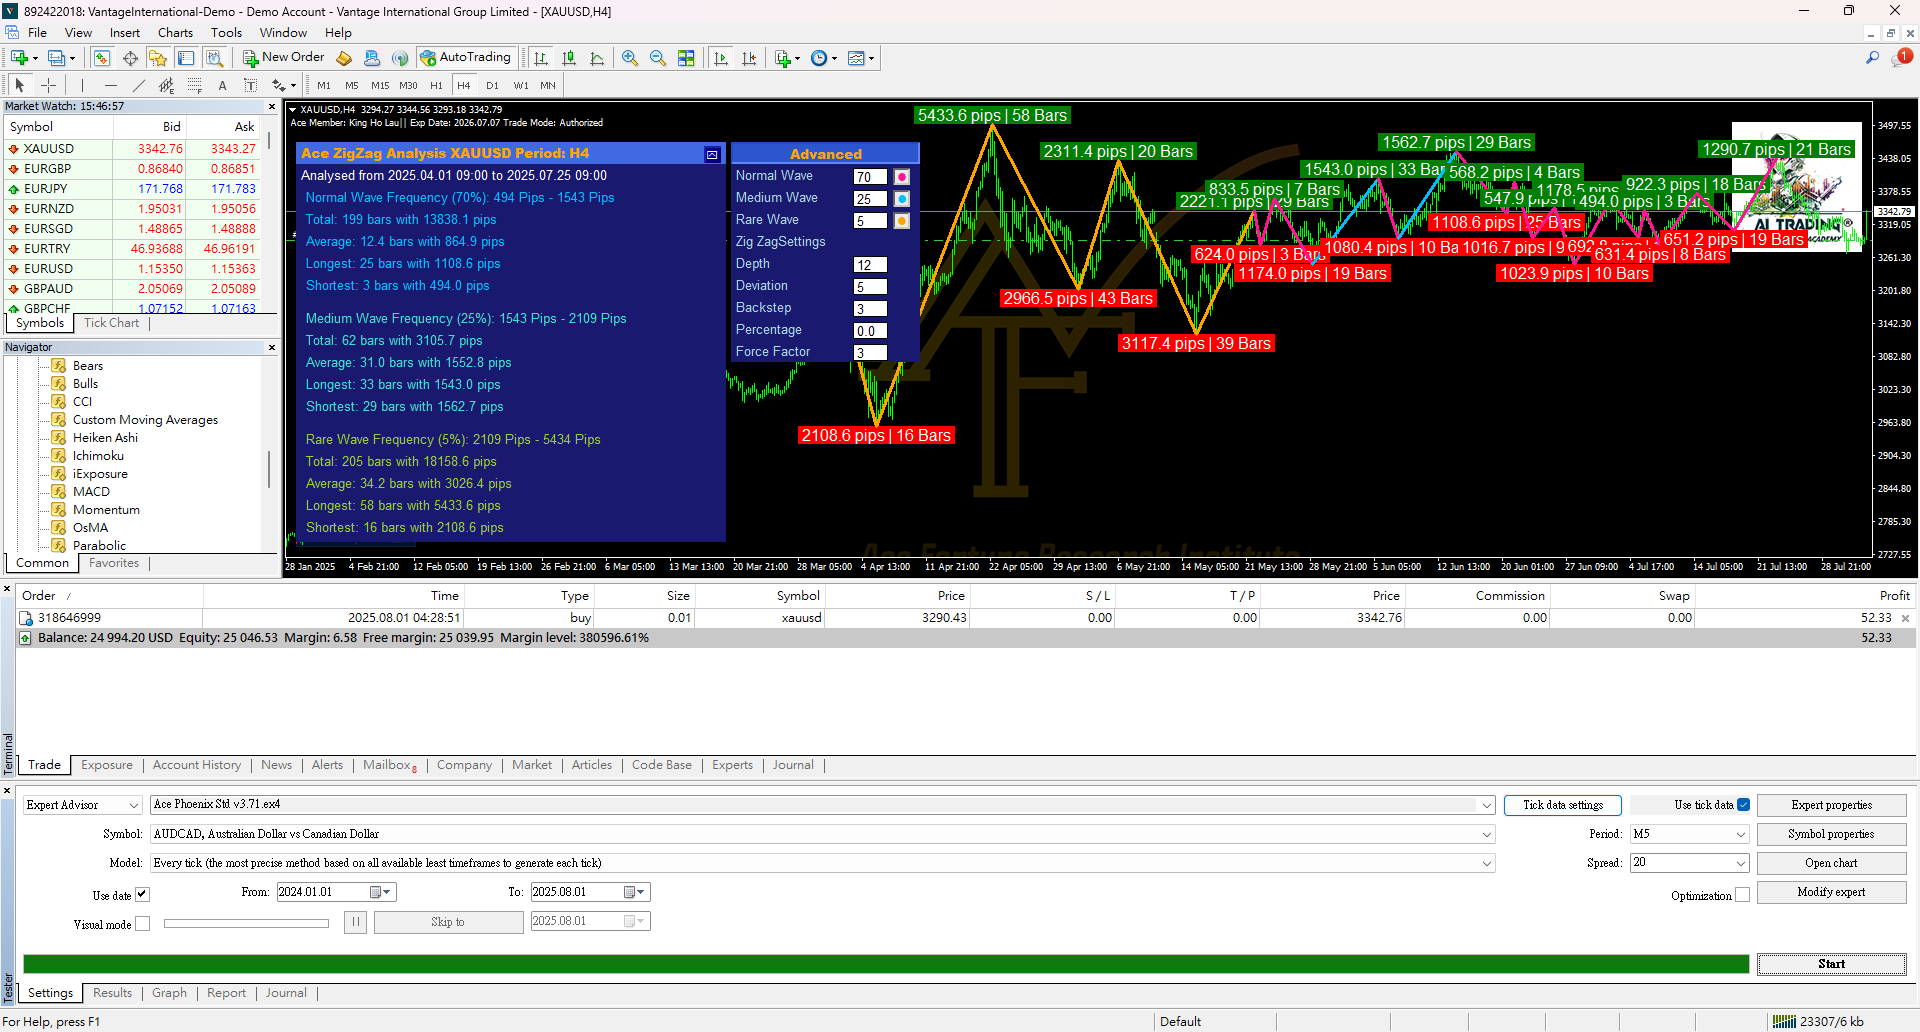 892422018: VantageInternational-Demo - Demo Account - Vantage International Group Limited - [XAUUSD,H4]
File View Insert Charts Tools Window Help
New Order AutoTrading 1
A T M1 M5 M15 M30 H1 H4 D1 W1 MN
Market Watch: 15:46:57
Symbol Bid Ask
XAUUSD 3342.76 3343.27
EURGBP 0.86840 0.86851
EURJPY 171.768 171.783
EURNZD 1.95031 1.95056
EURSGD 1.48865 1.48888
EURTRY 46.93688 46.96191
EURUSD 1.15350 1.15363
GBPAUD 2.05069 2.05089
GBPCHF 1.07152 1.07163
Symbols Tick Chart
Navigator
Bears
Bulls
CCI
Custom Moving Averages
Heiken Ashi
Ichimoku
iExposure
MACD
Momentum
OsMA
Parabolic
Common Favorites
XAUUSD,H4 3294.27 3344.56 3293.18 3342.79
Ace Member: King Ho Lau|| Exp Date: 2026.07.07 Trade Mode: Authorized
Ace ZigZag Analysis XAUUSD Period: H4
Analysed from 2025.04.01 09:00 to 2025.07.25 09:00
Normal Wave Frequency (70%): 494 Pips - 1543 Pips
Total: 199 bars with 13838.1 pips
Average: 12.4 bars with 864.9 pips
Longest: 25 bars with 1108.6 pips
Shortest: 3 bars with 494.0 pips
Medium Wave Frequency (25%): 1543 Pips - 2109 Pips
Total: 62 bars with 3105.7 pips
Average: 31.0 bars with 1552.8 pips
Longest: 33 bars with 1543.0 pips
Shortest: 29 bars with 1562.7 pips
Rare Wave Frequency (5%): 2109 Pips - 5434 Pips
Total: 205 bars with 18158.6 pips
Average: 34.2 bars with 3026.4 pips
Longest: 58 bars with 5433.6 pips
Shortest: 16 bars with 2108.6 pips
Advanced
Normal Wave 70
Medium Wave 25
Rare Wave 5
Zig ZagSettings
Depth 12
Deviation 5
Backstep 3
Percentage 0.0
Force Factor 3
5433.6 pips | 58 Bars
2311.4 pips | 20 Bars
1562.7 pips | 29 Bars
1290.7 pips | 21 Bars
1543.0 pips | 33 Ba
568.2 pips | 4 Bars
833.5 pips | 7 Bars
1178.5 pips
922.3 pips | 18 Bar
2221.1 pips
547.9 pips
494.0 pips | 3 Bars
1108.6 pips | 25 Bars
AI TRADING
ACADEMY
1080.4 pips | 10 Ba
1016.7 pips | 9
651.2 pips | 19 Bars
624.0 pips | 3 Bars
631.4 pips | 8 Bars
1174.0 pips | 19 Bars
1023.9 pips | 10 Bars
2966.5 pips | 43 Bars
3117.4 pips | 39 Bars
2108.6 pips | 16 Bars
Ace Fortune Research Institute
3497.55
3438.05
3378.55
3342.79
3319.05
3261.30
3201.80
3142.30
3082.80
3023.30
2963.80
2904.30
2844.80
2785.30
2727.55
28 Jan 2025 4 Feb 21:00 12 Feb 05:00 19 Feb 13:00 26 Feb 21:00 6 Mar 05:00 13 Mar 13:00 20 Mar 21:00 28 Mar 05:00 4 Apr 13:00 11 Apr 21:00 22 Apr 05:00 29 Apr 13:00 6 May 21:00 14 May 05:00 21 May 13:00 28 May 21:00 5 Jun 05:00 12 Jun 13:00 20 Jun 01:00 27 Jun 09:00 4 Jul 17:00 14 Jul 05:00 21 Jul 13:00 28 Jul 21:00
Order / Time Type Size Symbol Price S / L T / P Price Commission Swap Profit
318646999 2025.08.01 04:28:51 buy 0.01 xauusd 3290.43 0.00 0.00 3342.76 0.00 0.00 52.33
Balance: 24 994.20 USD Equity: 25 046.53 Margin: 6.58 Free margin: 25 039.95 Margin level: 380596.61% 52.33
Terminal
Trade Exposure Account History News Alerts Mailbox 8 Company Market Articles Code Base Experts Journal
Expert Advisor Ace Phoenix Std v3.71.ex4 Tick data settings Use tick data Expert properties
Symbol: AUDCAD, Australian Dollar vs Canadian Dollar Period: M5 Symbol properties
Model: Every tick (the most precise method based on all available least timeframes to generate each tick) Spread: 20 Open chart
Use date From: 2024.01.01 To: 2025.08.01 Optimization Modify expert
Visual mode Skip to 2025.08.01
Start
Tester
Settings Results Graph Report Journal
For Help, press F1 Default 23307/6 kb